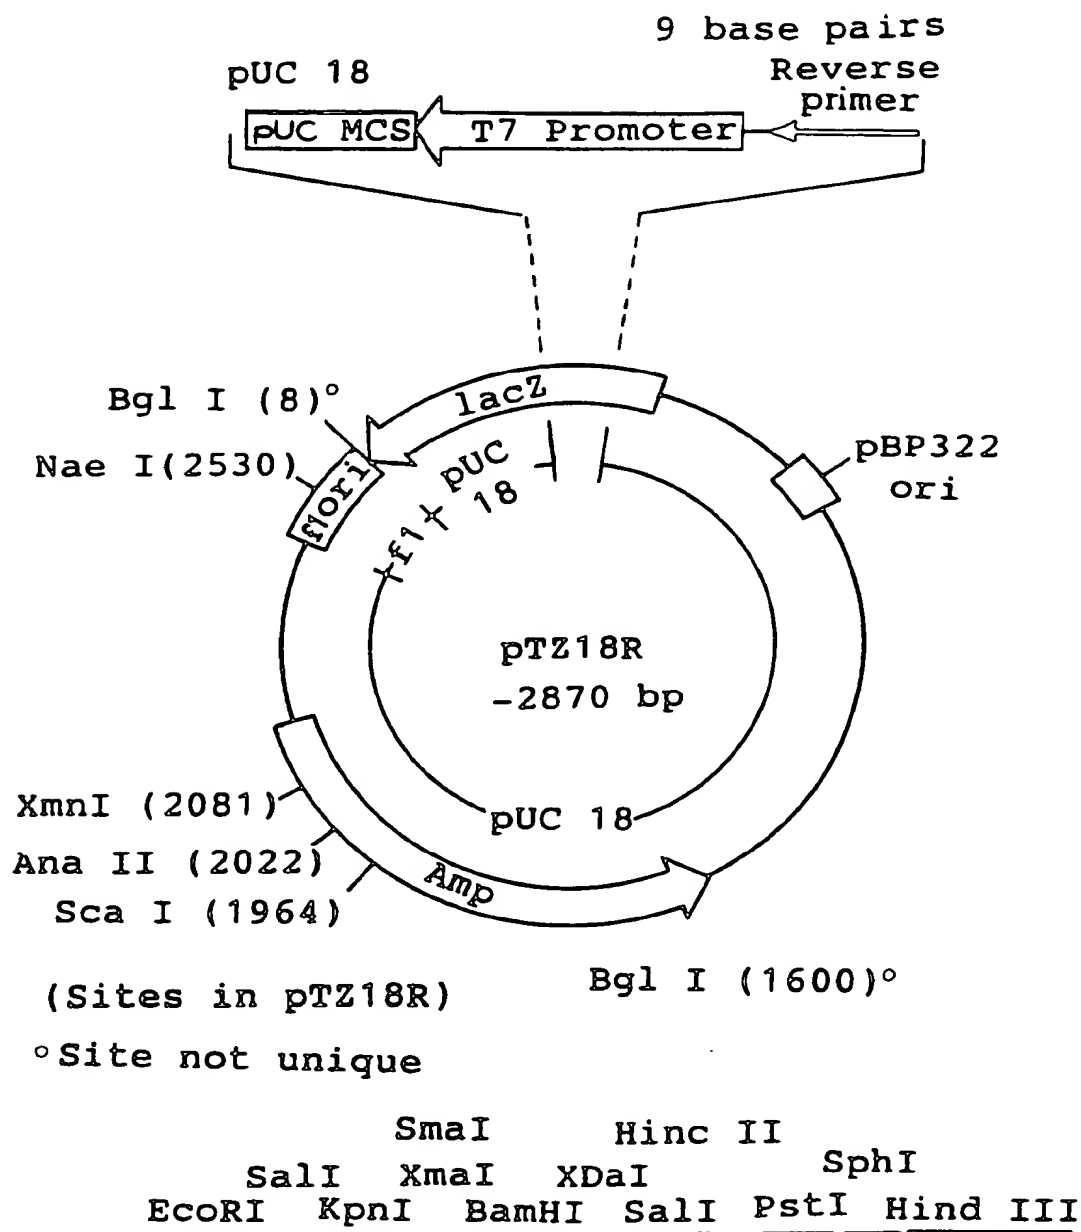 9 base pairs
pUC 18
Reverse
primer
pUC MCS
T7 Promoter
lacZ
Bgl I (8)°
Nae I(2530)
f1ori
pUC
18
f1
pBP322
ori
pTZ18R
-2870 bp
pUC 18
XmnI (2081)
Ana II (2022)
Sca I (1964)
Amp
Bgl I (1600)°
(Sites in pTZ18R)
°Site not unique
SmaI Hinc II
SphI
SalI XmaI XDaI
EcoRI KpnI BamHI SalI PstI Hind III